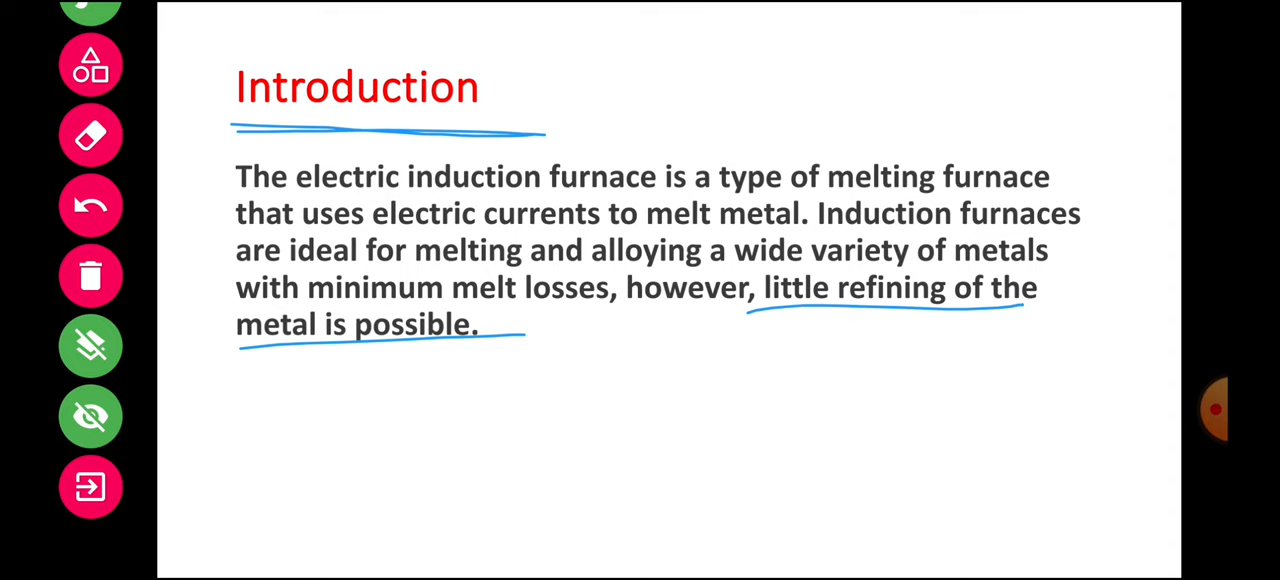 Introduction
The electric induction furnace is a type of melting furnace
that uses electric currents to melt metal. Induction furnaces
are ideal for melting and alloying a wide variety of metals
with minimum melt losses, however, little refining of the
metal is possible.